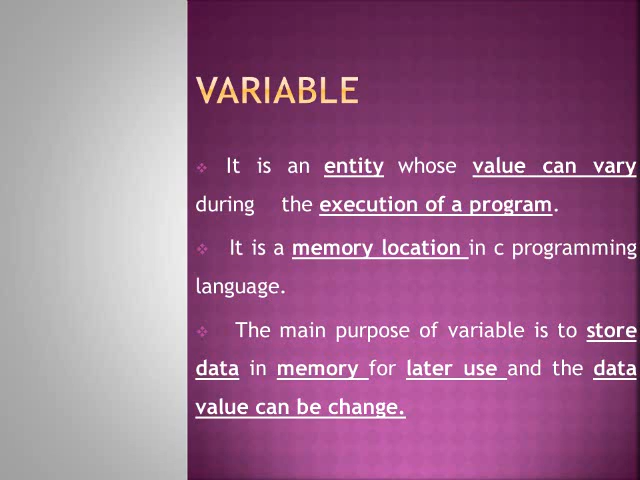 VARIABLE
It is an entity whose value can vary
during the execution of a program.
It is a memory location in c programming
language.
The main purpose of variable is to store
data in memory for later use and the data
value can be change.